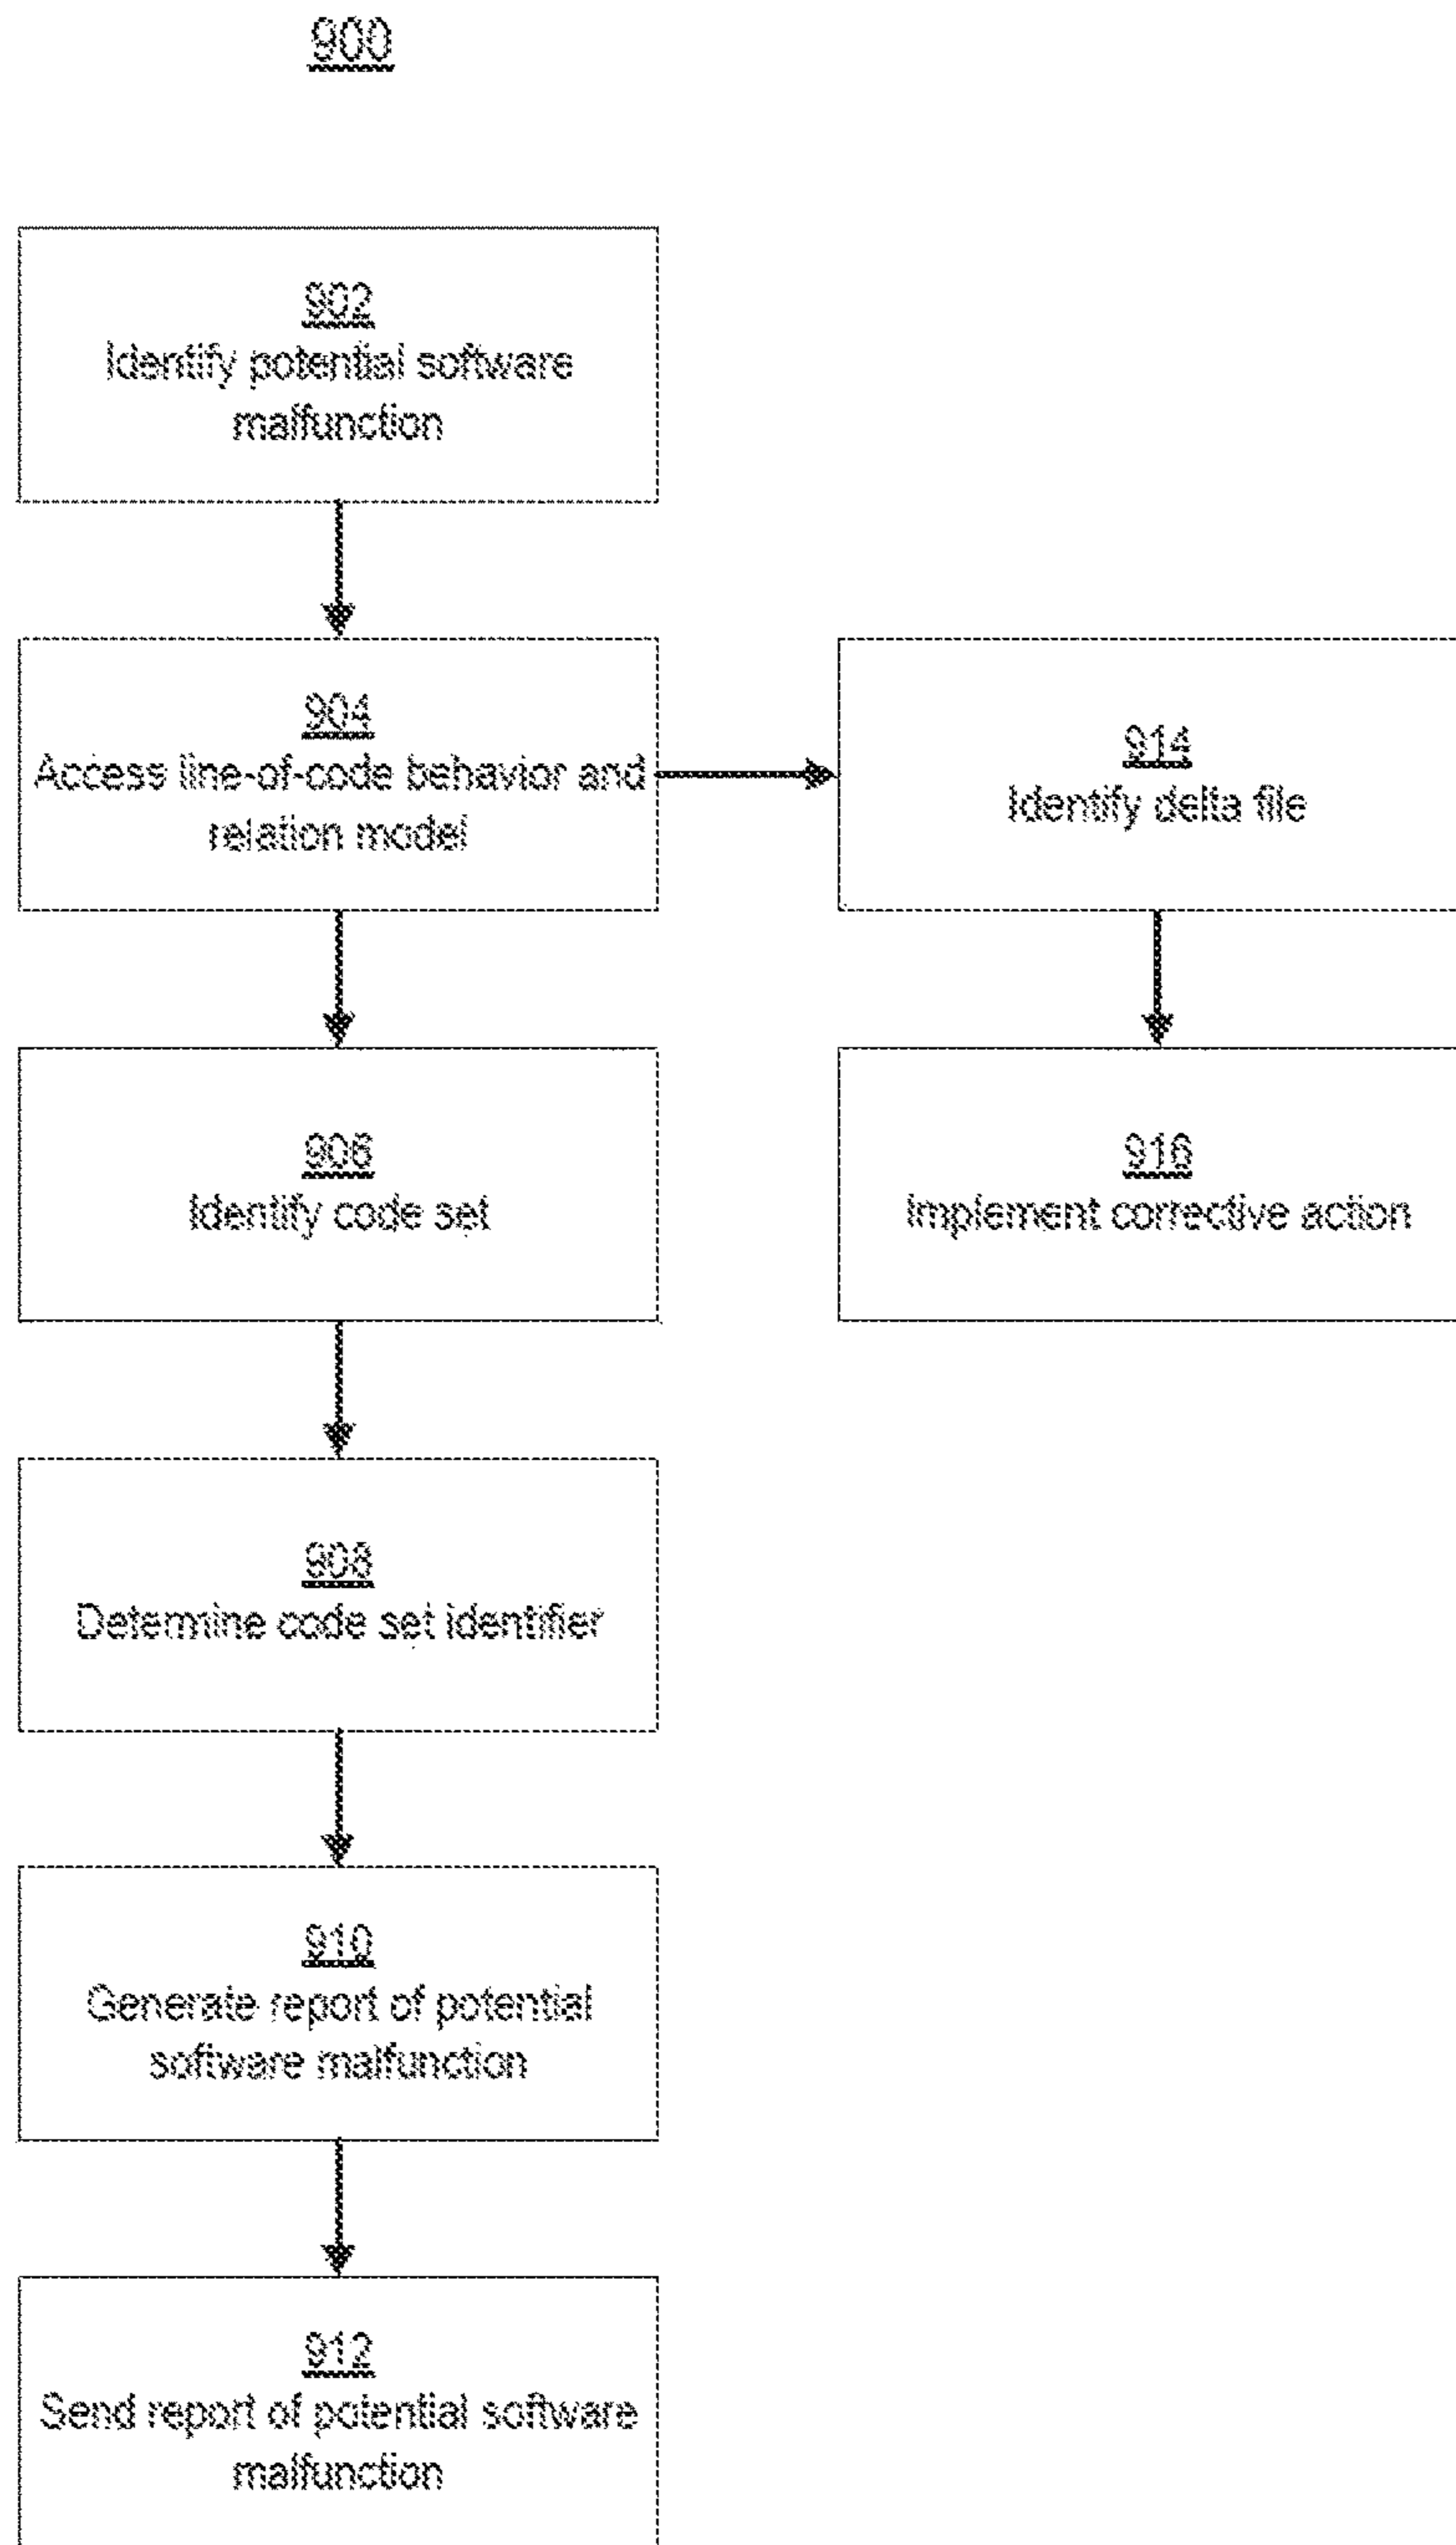 900
902
Identify potential software
malfunction
904
Access line-of-code behavior and
relation model
914
Identify delta file
906
Identify code set
916
Implement corrective action
908
Determine code set identifier
910
Generate report of potential
software malfunction
912
Send report of potential software
malfunction